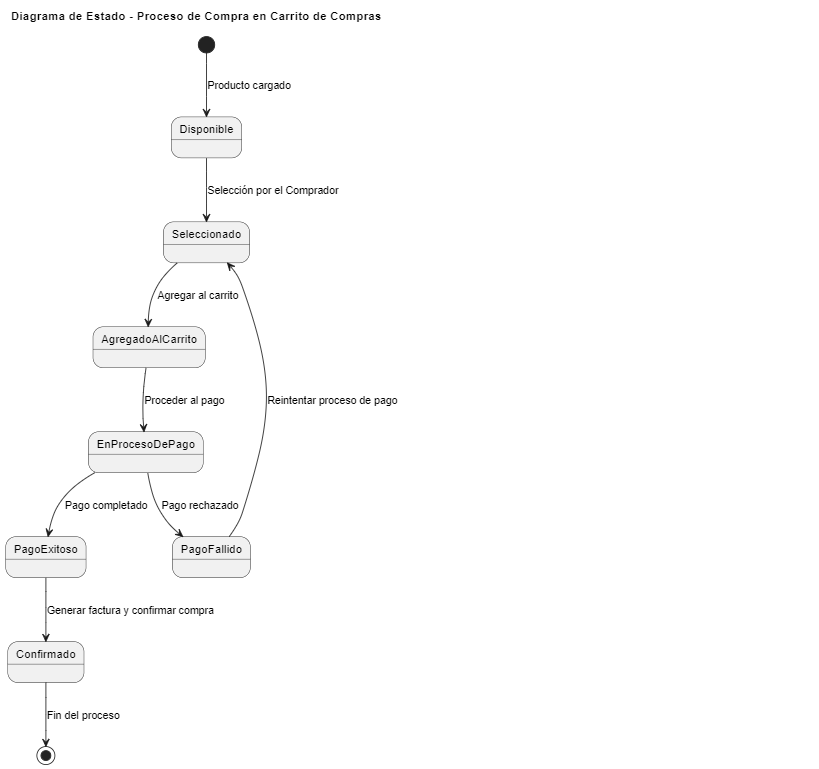 Diagrama de Estado - Proceso de Compra en Carrito de Compras
Producto cargado
Disponible
Selección por el Comprador
Seleccionado
Agregar al carrito
AgregadoAlCarrito
Proceder al pago
Reintentar proceso de pago
EnProcesoDePago
Pago completado
Pago rechazado
PagoExitoso
PagoFallido
Generar factura y confirmar compra
Confirmado
Fin del proceso